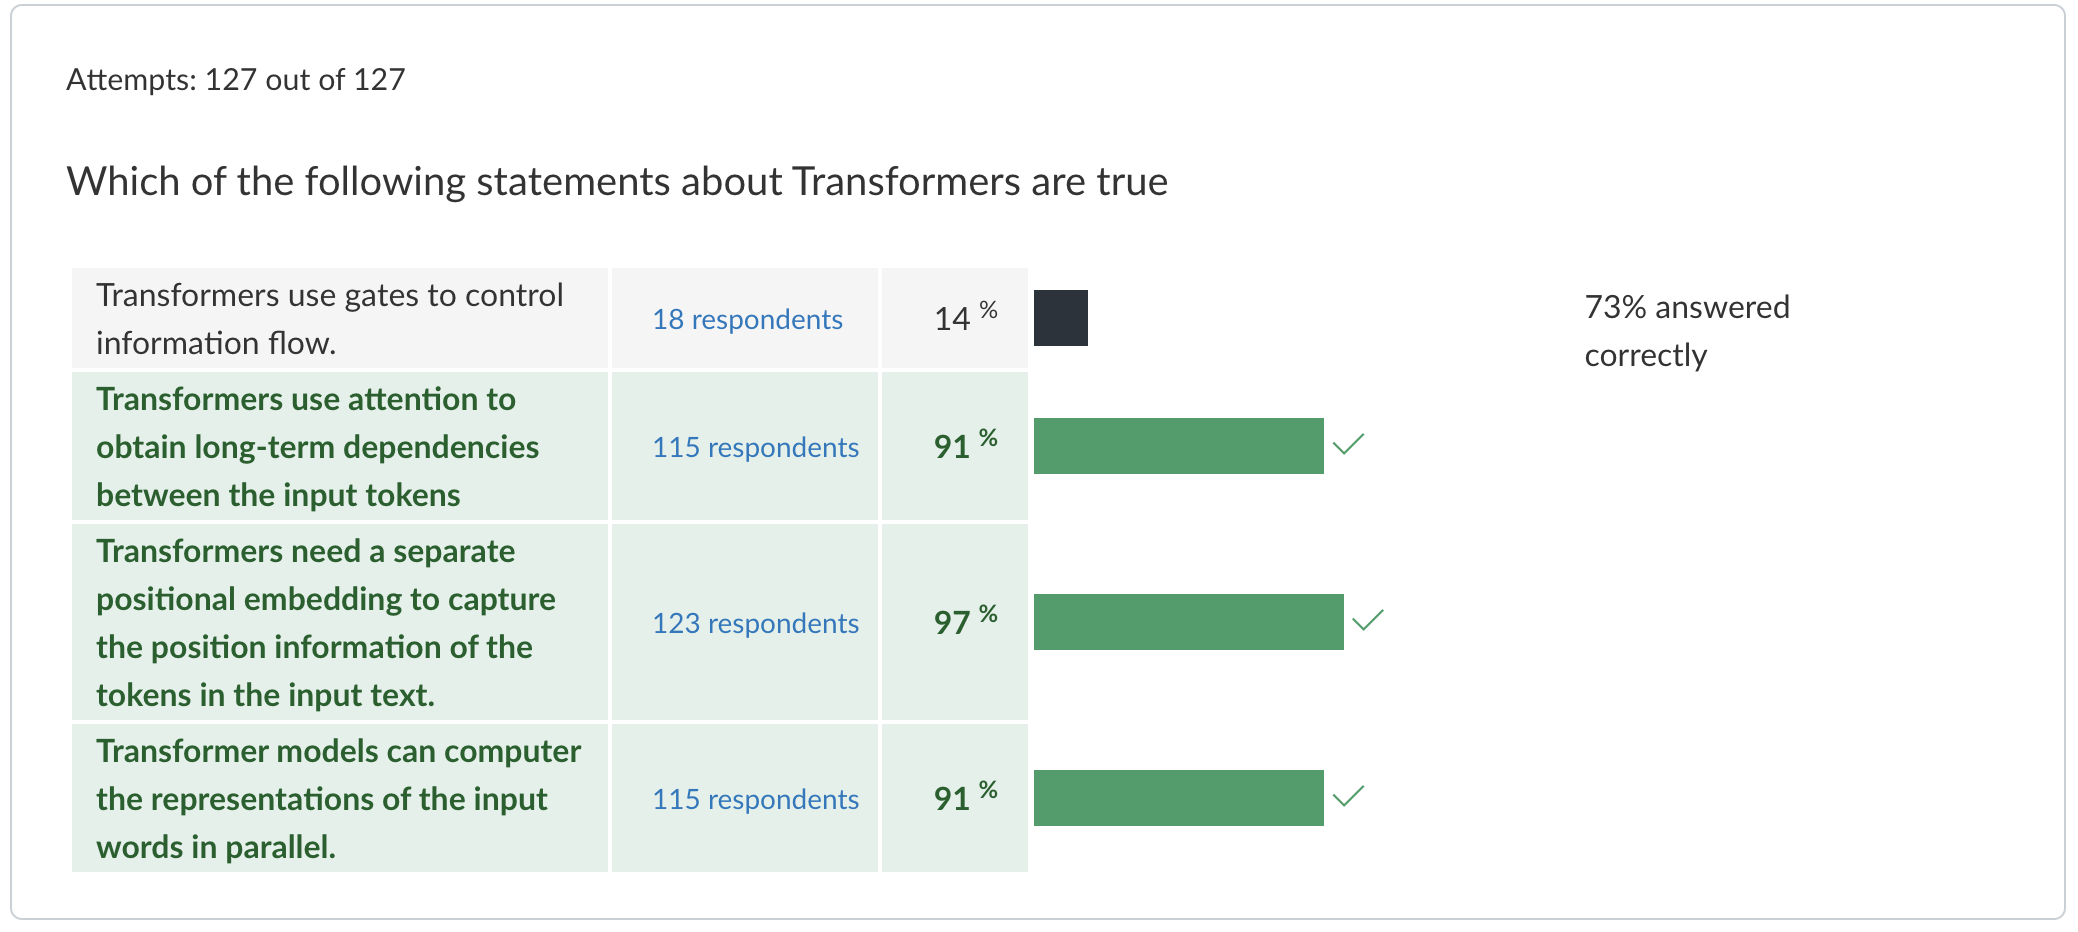 Attempts: 127 out of 127
Which of the following statements about Transformers are true
Transformers use gates to control
information flow.
18 respondents
14 %
73% answered
correctly
Transformers use attention to
obtain long-term dependencies
between the input tokens
115 respondents
91 %
Transformers need a separate
positional embedding to capture
the position information of the
tokens in the input text.
123 respondents
97 %
Transformer models can computer
the representations of the input
words in parallel.
115 respondents
91 %